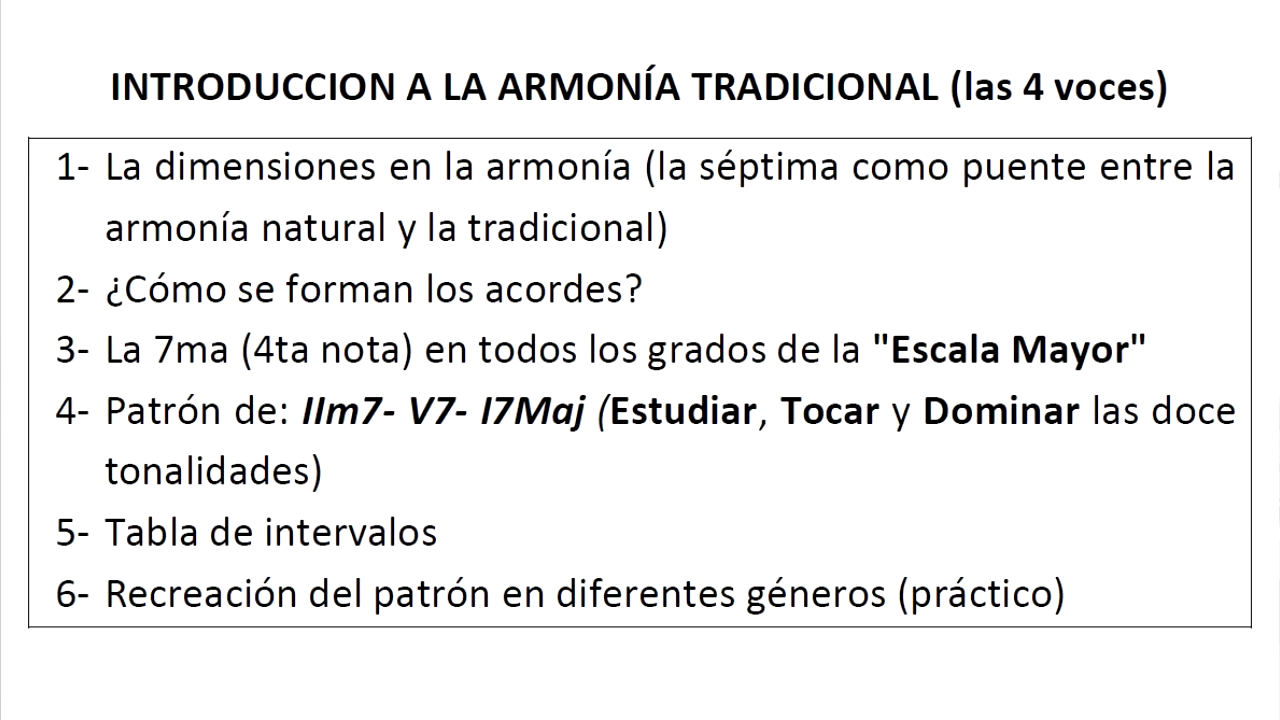 INTRODUCCION A LA ARMONÍA TRADICIONAL (las 4 voces)
1- La dimensiones en la armonía (la séptima como puente entre la
armonía natural y la tradicional)
2- ¿Cómo se forman los acordes?
3- La 7ma (4ta nota) en todos los grados de la "Escala Mayor"
4- Patrón de: IIm7- V7- I7Maj (Estudiar, Tocar y Dominar las doce
tonalidades)
5- Tabla de intervalos
6- Recreación del patrón en diferentes géneros (práctico)